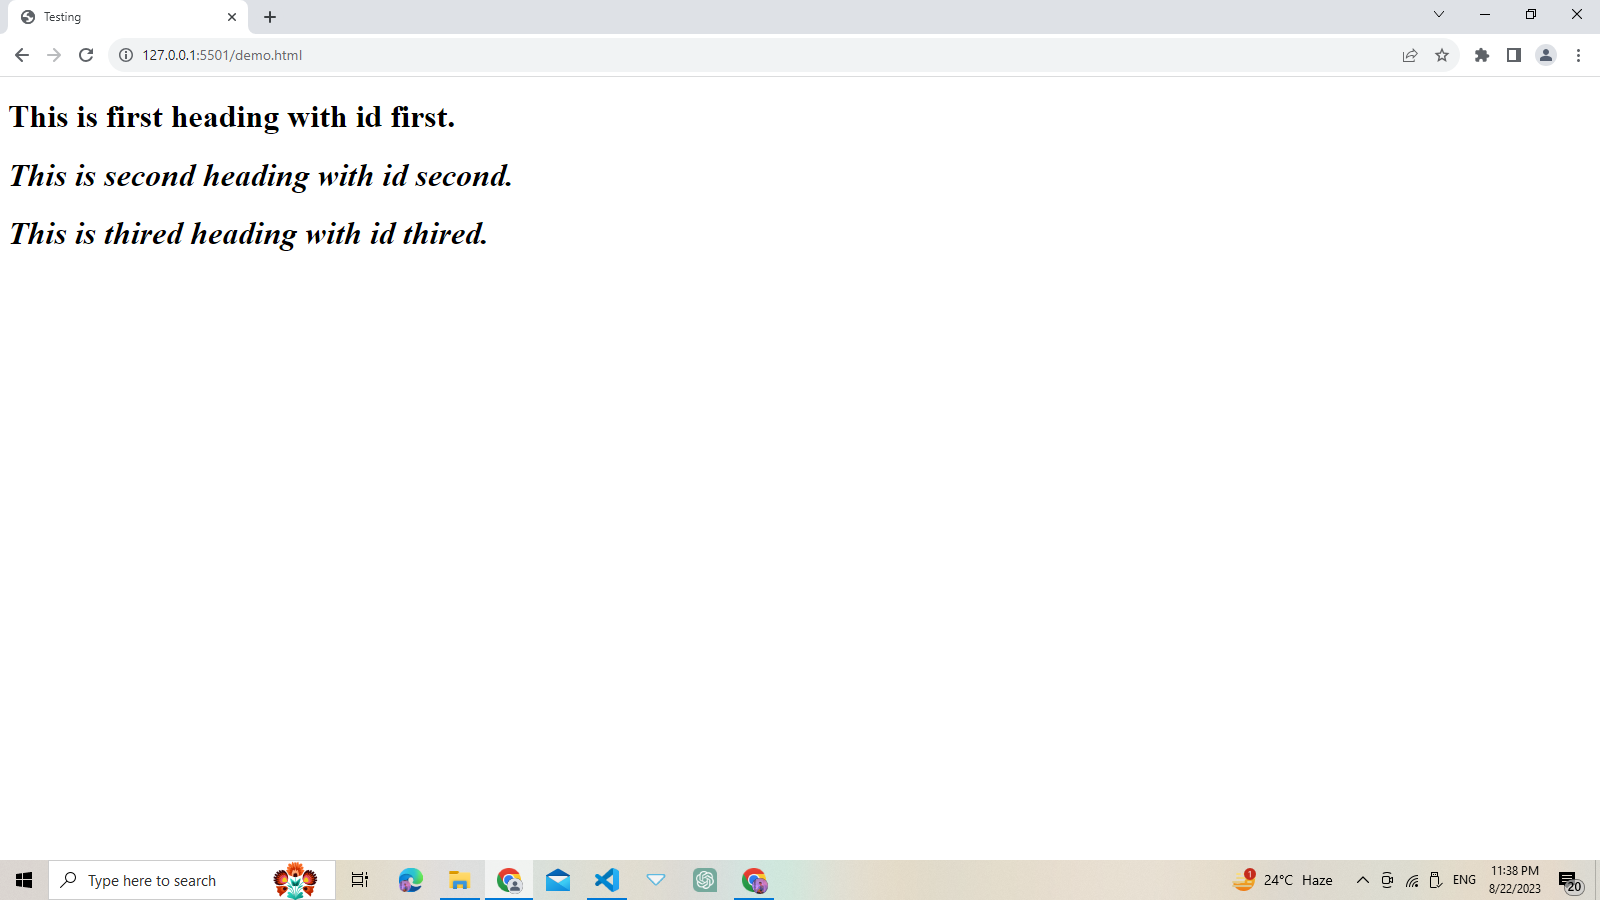 Testing
127.0.0.1:5501/demo.html
This is first heading with id first.
This is second heading with id second.
This is thired heading with id thired.
Type here to search
1
24°C Haze
ENG
11:38 PM
8/22/2023
20